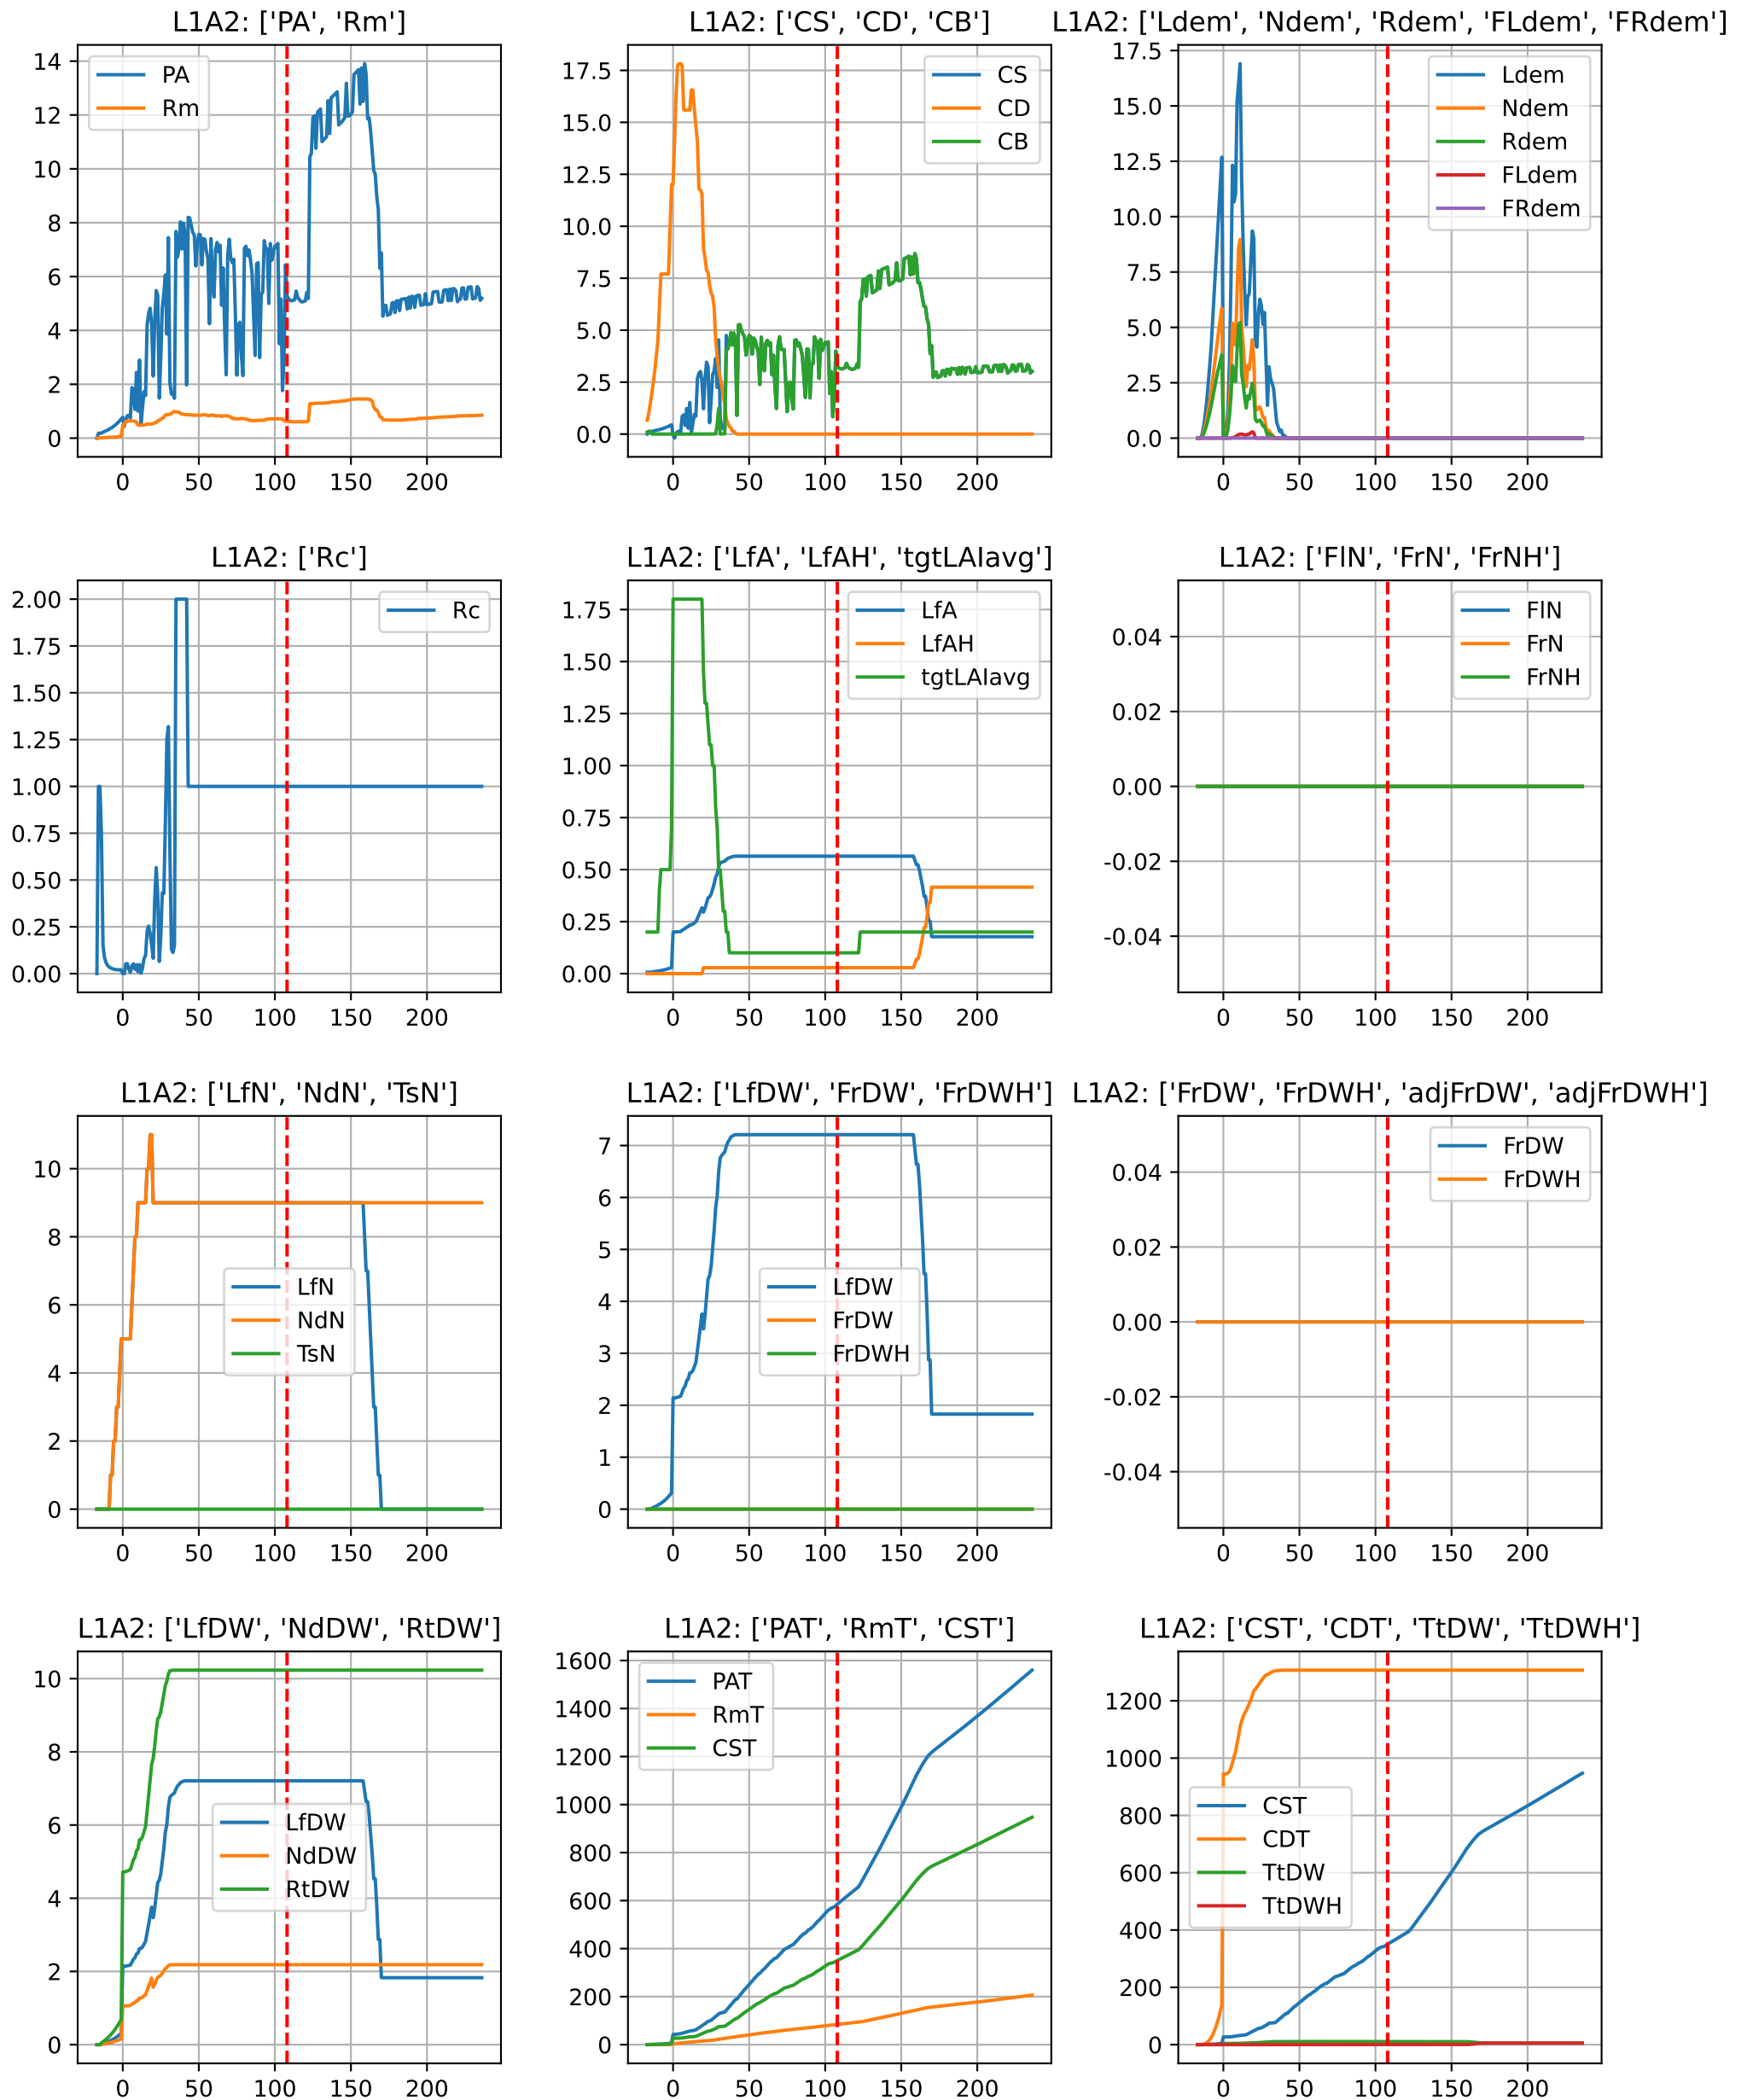 L1A2: ['PA', 'Rm']
14
12
10
8
6
4
2
0
0 50 100 150 200
PA
Rm
L1A2: ['CS', 'CD', 'CB']
17.5
15.0
12.5
10.0
7.5
5.0
2.5
0.0
0 50 100 150 200
CS
CD
CB
L1A2: ['Ldem', 'Ndem', 'Rdem', 'FLdem', 'FRdem']
17.5
15.0
12.5
10.0
7.5
5.0
2.5
0.0
0 50 100 150 200
Ldem
Ndem
Rdem
FLdem
FRdem
L1A2: ['Rc']
2.00
1.75
1.50
1.25
1.00
0.75
0.50
0.25
0.00
0 50 100 150 200
Rc
L1A2: ['LfA', 'LfAH', 'tgtLAIavg']
1.75
1.50
1.25
1.00
0.75
0.50
0.25
0.00
0 50 100 150 200
LfA
LfAH
tgtLAIavg
L1A2: ['FlN', 'FrN', 'FrNH']
0.04
0.02
0.00
-0.02
-0.04
0 50 100 150 200
FlN
FrN
FrNH
L1A2: ['LfN', 'NdN', 'TsN']
10
8
6
4
2
0
0 50 100 150 200
LfN
NdN
TsN
L1A2: ['LfDW', 'FrDW', 'FrDWH']
7
6
5
4
3
2
1
0
0 50 100 150 200
LfDW
FrDW
FrDWH
L1A2: ['FrDW', 'FrDWH', 'adjFrDW', 'adjFrDWH']
0.04
0.02
0.00
-0.02
-0.04
0 50 100 150 200
FrDW
FrDWH
L1A2: ['LfDW', 'NdDW', 'RtDW']
10
8
6
4
2
0
0 50 100 150 200
LfDW
NdDW
RtDW
L1A2: ['PAT', 'RmT', 'CST']
1600
1400
1200
1000
800
600
400
200
0
0 50 100 150 200
PAT
RmT
CST
L1A2: ['CST', 'CDT', 'TtDW', 'TtDWH']
1200
1000
800
600
400
200
0
0 50 100 150 200
CST
CDT
TtDW
TtDWH